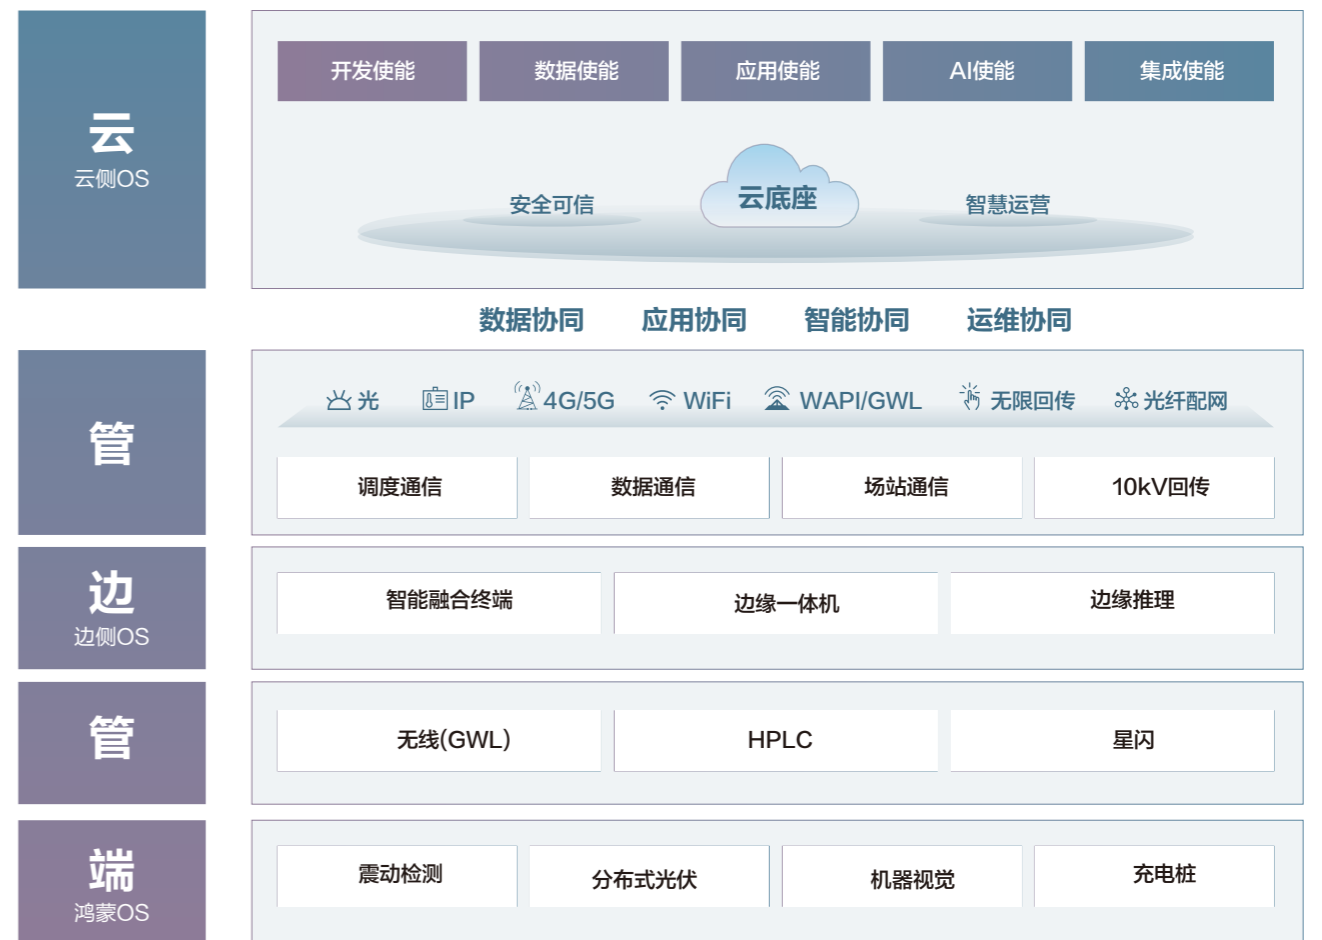 云
云侧OS
开发使能
数据使能
应用使能
AI使能
集成使能
安全可信
云底座
智慧运营
数据协同
应用协同
智能协同
运维协同
管
光
IP
4G/5G
WiFi
WAPI/GWL
无限回传
光纤配网
调度通信
数据通信
场站通信
10kV回传
边
边侧OS
智能融合终端
边缘一体机
边缘推理
管
无线(GWL)
HPLC
星闪
端
鸿蒙OS
震动检测
分布式光伏
机器视觉
充电桩